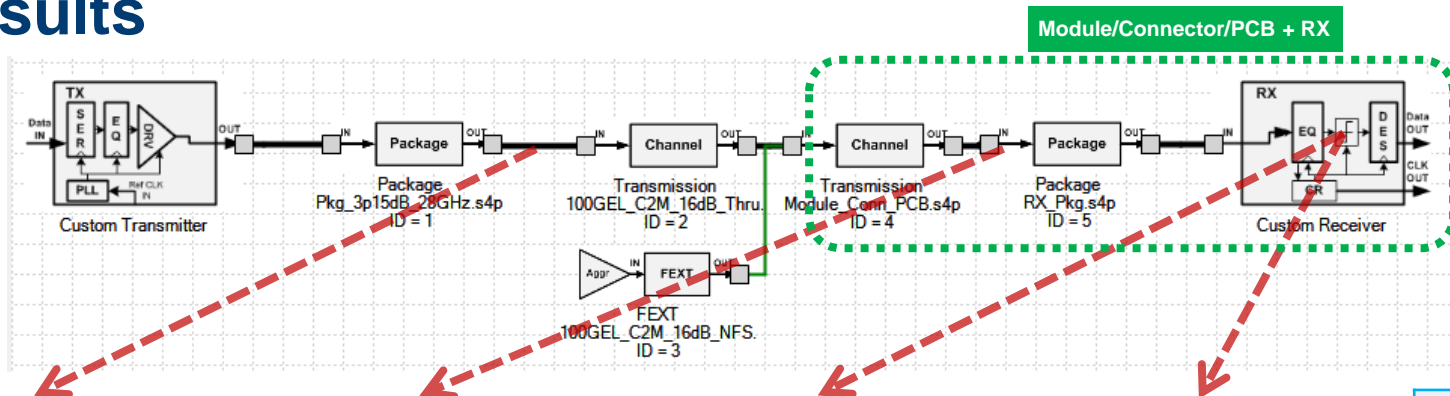 sults
Module/Connector/PCB + RX
TX
Data
IN
SER
EQ
DRV
PLL
Ref CLK
IN
OUT
Custom Transmitter
IN
Package
OUT
Package
Pkg_3p15dB_28GHz.s4p
ID = 1
IN
Channel
OUT
Transmission
100GEL_C2M_16dB_Thru.
ID = 2
Aggr
IN
FEXT
OUT
FEXT
100GEL_C2M_16dB_NFS.
ID = 3
IN
Channel
OUT
Transmission
Module_Conn_PCB.s4p
ID = 4
IN
Package
OUT
Package
RX_Pkg.s4p
ID = 5
IN
RX
EQ
DES
CR
Data
OUT
CLK
OUT
Custom Receiver